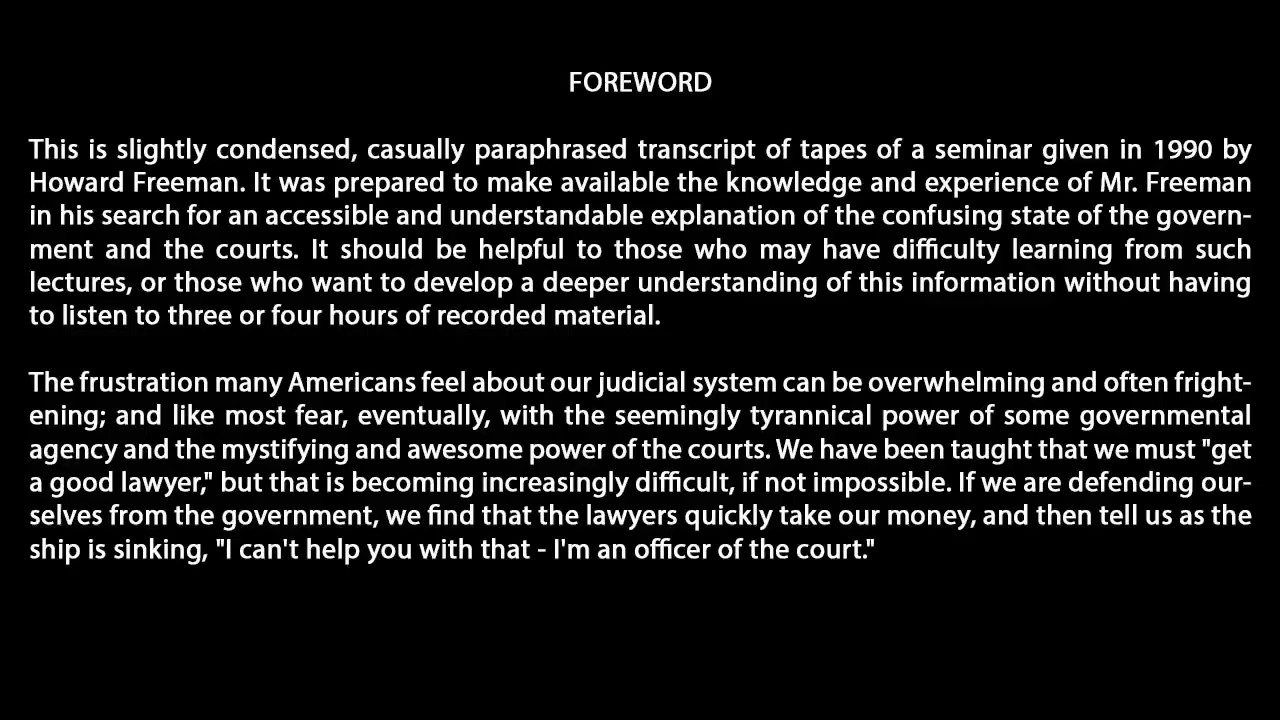 FOREWORD
This is slightly condensed, casually paraphrased transcript of tapes of a seminar given in 1990 by
Howard Freeman. It was prepared to make available the knowledge and experience of Mr. Freeman
in his search for an accessible and understandable explanation of the confusing state of the govern-
ment and the courts. It should be helpful to those who may have difficulty learning from such
lectures, or those who want to develop a deeper understanding of this information without having
to listen to three or four hours of recorded material.
The frustration many Americans feel about our judicial system can be overwhelming and often fright-
ening; and like most fear, eventually, with the seemingly tyrannical power of some governmental
agency and the mystifying and awesome power of the courts. We have been taught that we must "get
a good lawyer," but that is becoming increasingly difficult, if not impossible. If we are defending our-
selves from the government, we find that the lawyers quickly take our money, and then tell us as the
ship is sinking, "I can't help you with that - I'm an officer of the court."